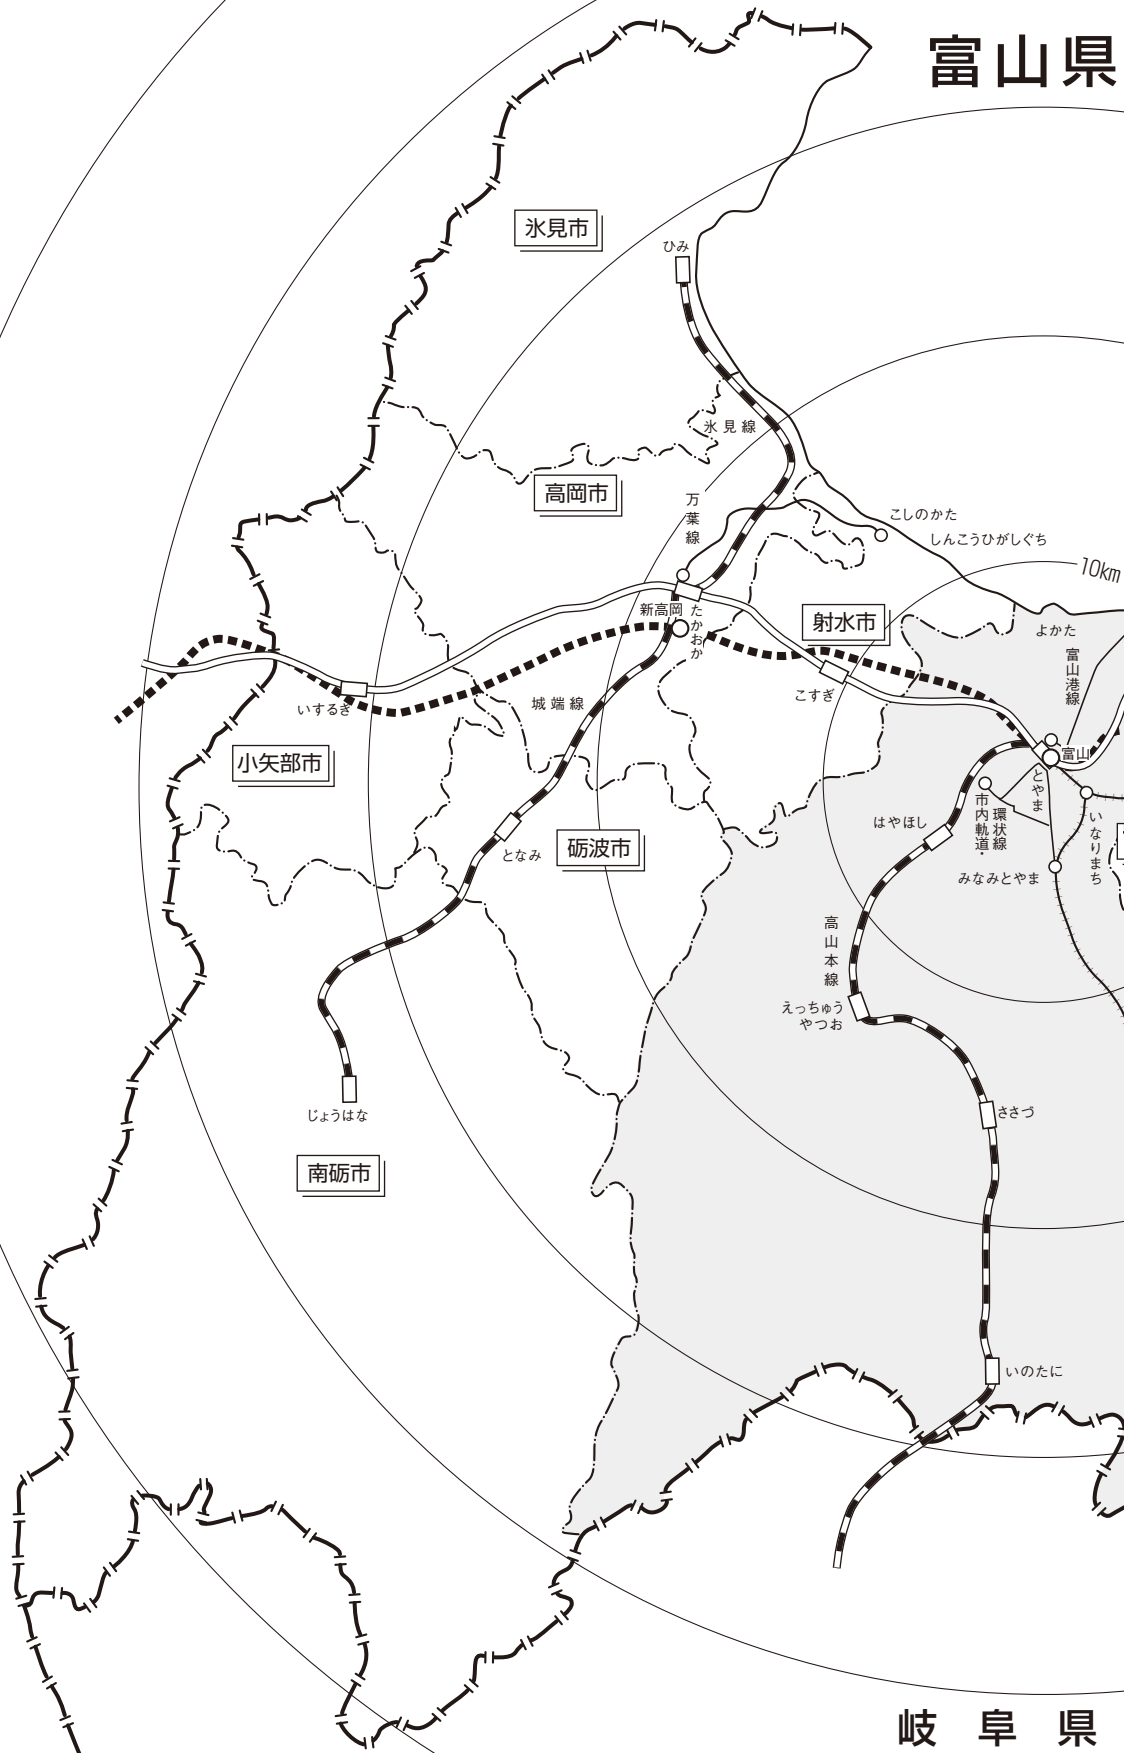 富山県
氷見市
ひみ
氷見線
高岡市
万葉線
こしのかた
しんこうひがしぐち
10km
新高岡
たかおか
射水市
よかた
富山港線
こすぎ
いするぎ
城端線
小矢部市
富山
とやま
はやほし
市内軌道・
環状線
いなりまち
となみ
砺波市
みなみとやま
高山本線
えっちゅう
やつお
じょうはな
ささづ
南砺市
いのたに
岐阜県